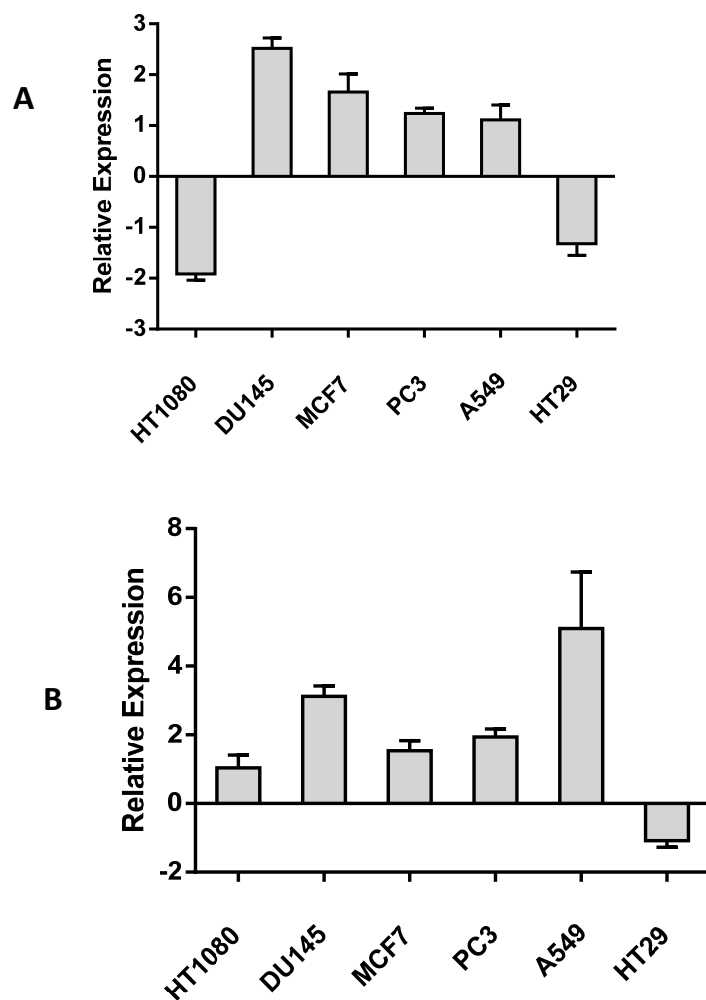 A
Relative Expression
3
2
1
0
-1
-2
-3
HT1080
DU145
MCF7
PC3
A549
HT29
B
Relative Expression
8
6
4
2
0
-2
HT1080
DU145
MCF7
PC3
A549
HT29